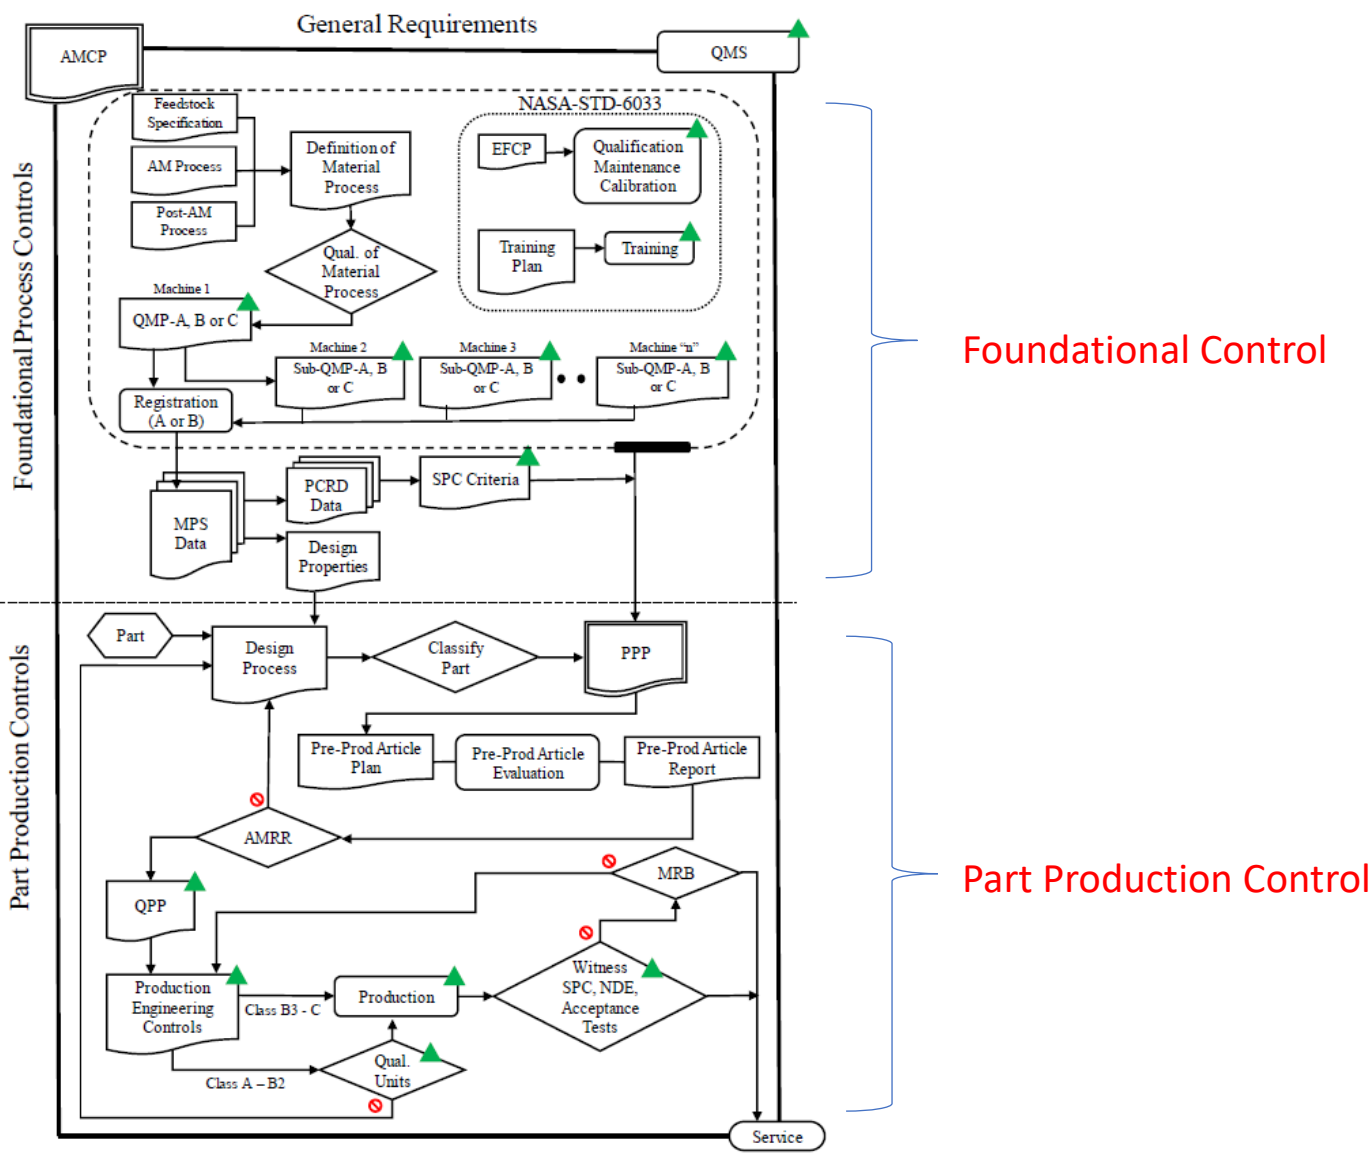 General Requirements
AMCP
QMS
Foundational Process Controls
NASA-STD-6033
Feedstock
Specification
AM Process
Post-AM
Process
Definition of
Material
Process
EFCP
Qualification
Maintenance
Calibration
Training
Plan
Training
Qual. of
Material
Process
Machine 1
QMP-A, B or C
Machine 2
Sub-QMP-A, B
or C
Machine 3
Sub-QMP-A, B
or C
Machine “n”
Sub-QMP-A, B
or C
Registration
(A or B)
MPS
Data
PCRD
Data
SPC Criteria
Design
Properties
Foundational Control
Part Production Controls
Part
Design
Process
Classify
Part
PPP
Pre-Prod Article
Plan
Pre-Prod Article
Evaluation
Pre-Prod Article
Report
AMRR
MRB
QPP
Production
Engineering
Controls
Class B3 - C
Production
Witness
SPC, NDE,
Acceptance
Tests
Class A – B2
Qual.
Units
Service
Part Production Control